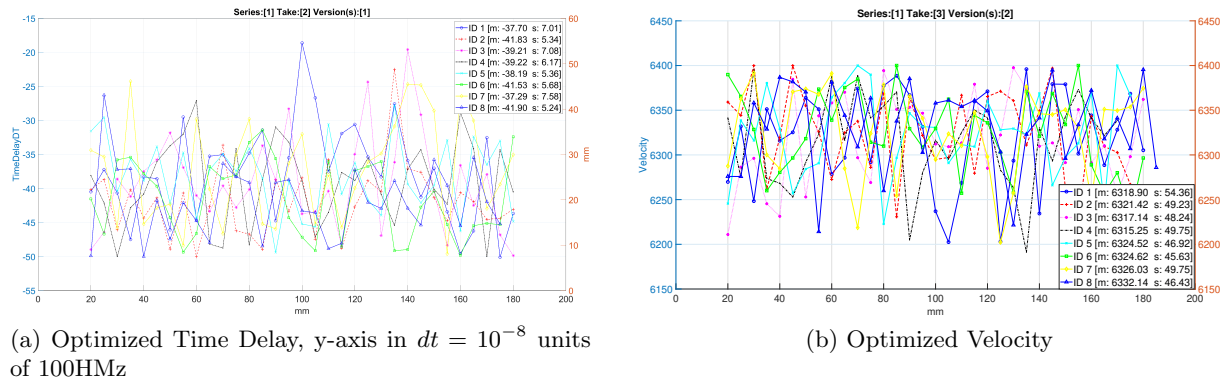 Series:[1] Take:[2] Version(s):[1]
-15
-20
-25
-30
-35
-40
-45
-50
-55
TimeDelayDT
60
50
40
30
20
10
0
mm
ID 1 [m: -37.70 s: 7.01]
ID 2 [m: -41.83 s: 5.34]
ID 3 [m: -39.21 s: 7.08]
ID 4 [m: -39.22 s: 6.17]
ID 5 [m: -38.19 s: 5.36]
ID 6 [m: -41.53 s: 5.68]
ID 7 [m: -37.29 s: 7.58]
ID 8 [m: -41.90 s: 5.24]
0 20 40 60 80 100 120 140 160 180 200
mm
(a) Optimized Time Delay, y-axis in dt = 10⁻⁸ units
of 100HMz
Series:[1] Take:[3] Version(s):[2]
6450
6400
6350
6300
6250
6200
6150
Velocity
6450
6400
6350
6300
6250
6200
6150
mm
ID 1 [m: 6318.90 s: 54.36]
ID 2 [m: 6321.42 s: 49.23]
ID 3 [m: 6317.14 s: 48.24]
ID 4 [m: 6315.25 s: 49.75]
ID 5 [m: 6324.52 s: 46.92]
ID 6 [m: 6324.62 s: 45.63]
ID 7 [m: 6326.03 s: 49.75]
ID 8 [m: 6332.14 s: 46.43]
0 20 40 60 80 100 120 140 160 180 200
mm
(b) Optimized Velocity